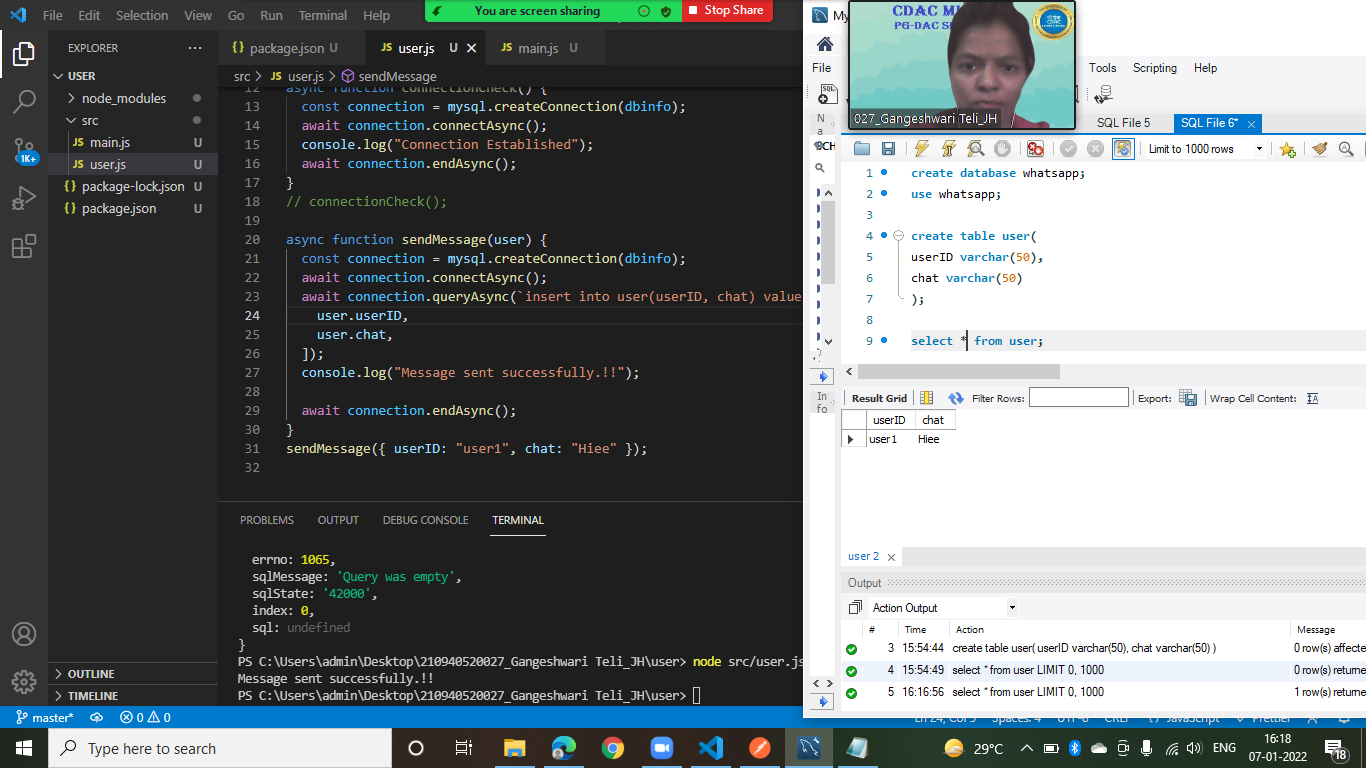 File Edit Selection View Go Run Terminal Help
You are screen sharing
Stop Share
EXPLORER
USER
node_modules
src
JS main.js U
JS user.js U
{} package-lock.json U
{} package.json U
OUTLINE
TIMELINE
1K+
{} package.json U
JS user.js U
JS main.js U
src > JS user.js > sendMessage
12 async function connectionCheck() {
13 const connection = mysql.createConnection(dbinfo);
14 await connection.connectAsync();
15 console.log("Connection Established");
16 await connection.endAsync();
17 }
18 // connectionCheck();
19
20 async function sendMessage(user) {
21 const connection = mysql.createConnection(dbinfo);
22 await connection.connectAsync();
23 await connection.queryAsync(`insert into user(userID, chat) value
24 user.userID,
25 user.chat,
26 ]);
27 console.log("Message sent successfully.!!");
28
29 await connection.endAsync();
30 }
31 sendMessage({ userID: "user1", chat: "Hiee" });
32
PROBLEMS OUTPUT DEBUG CONSOLE TERMINAL
errno: 1065,
sqlMessage: 'Query was empty',
sqlState: '42000',
index: 0,
sql: undefined
}
PS C:\Users\admin\Desktop\210940520027_Gangeshwari Teli_JH\user> node src/user.js
Message sent successfully.!!
PS C:\Users\admin\Desktop\210940520027_Gangeshwari Teli_JH\user>
My
CDAC
PG-DAC
027_Gangeshwari Teli_JH
File Tools Scripting Help
SQL File 5
SQL File 6*
Limit to 1000 rows
1 create database whatsapp;
2 use whatsapp;
3
4 create table user(
5 userID varchar(50),
6 chat varchar(50)
7 );
8
9 select * from user;
Result Grid Filter Rows: Export: Wrap Cell Content:
userID chat
user1 Hiee
user 2
Output
Action Output
# Time Action Message
3 15:54:44 create table user( userID varchar(50), chat varchar(50) ) 0 row(s) affecte
4 15:54:49 select * from user LIMIT 0, 1000 0 row(s) returne
5 16:16:56 select * from user LIMIT 0, 1000 1 row(s) returne
master*
0 0
Ln 24, Col 5 Spaces: 4 UTF-8 CRLF {} JavaScript Prettier
Type here to search
29°C
ENG
16:18
07-01-2022
18